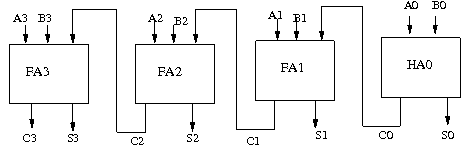 A3 B3 A2 B2 A1 B1 A0 B0
FA3 FA2 FA1 HA0
C3 S3 C2 S2 C1 S1 C0 S0